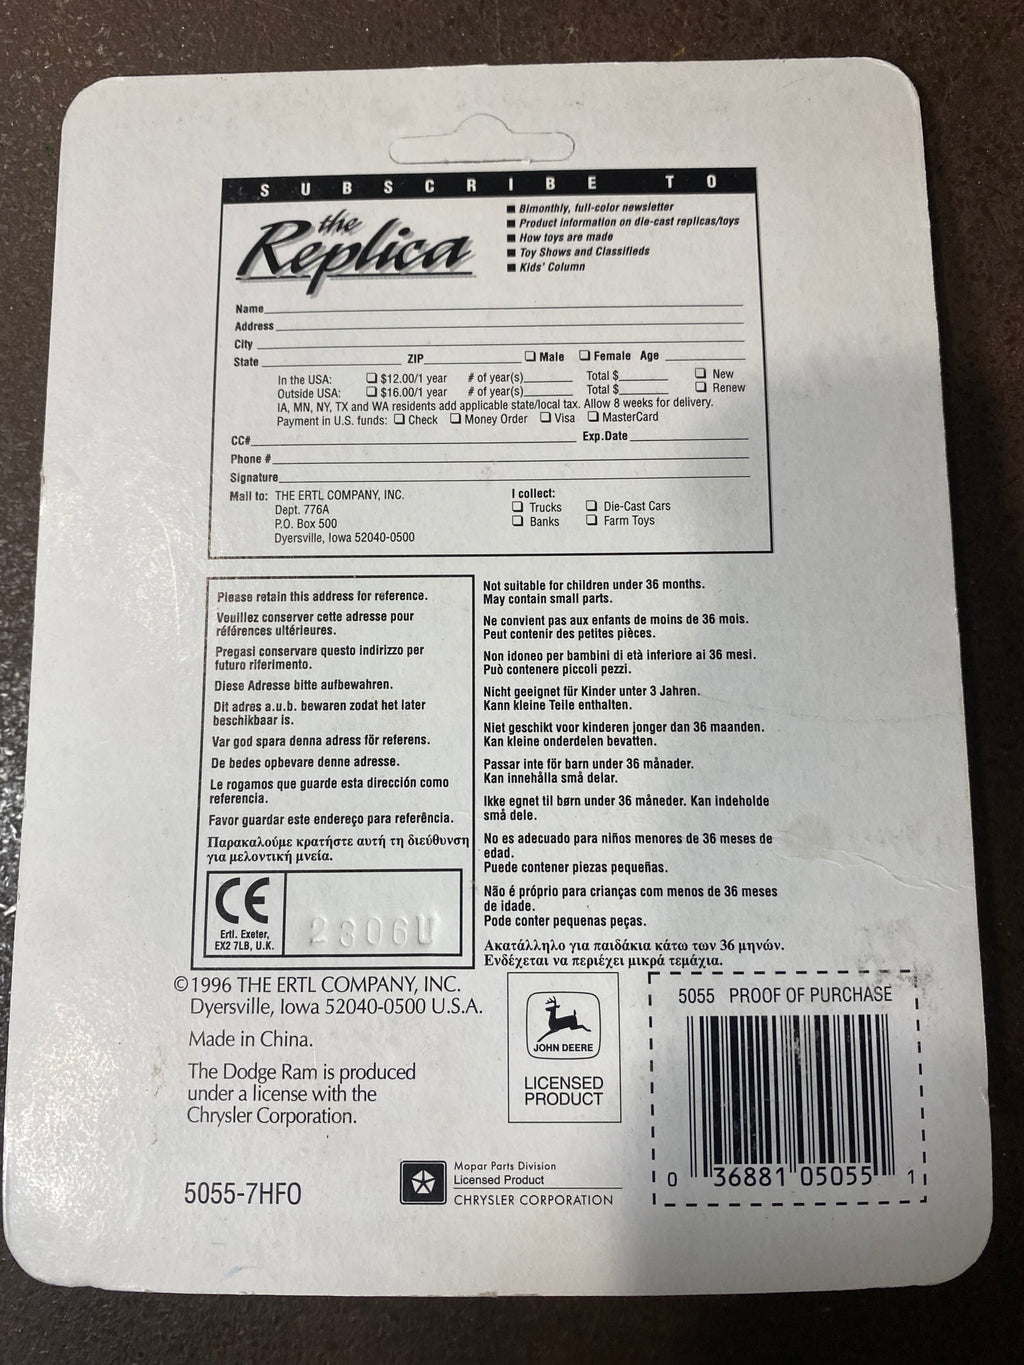 SUBSCRIBE TO
the
Replica
■ Bimonthly, full-color newsletter
■ Product information on die-cast replicas/toys
■ How toys are made
■ Toy Shows and Classifieds
■ Kids' Column
Name
Address
City
State ZIP ❑ Male ❑ Female Age
In the USA: ❑ $12.00/1 year # of year(s) Total $ ❑ New
Outside USA: ❑ $16.00/1 year # of year(s) Total $ ❑ Renew
IA, MN, NY, TX and WA residents add applicable state/local tax. Allow 8 weeks for delivery.
Payment in U.S. funds: ❑ Check ❑ Money Order ❑ Visa ❑ MasterCard
CC# Exp.Date
Phone #
Signature
Mail to: THE ERTL COMPANY, INC.
Dept. 776A
P.O. Box 500
Dyersville, Iowa 52040-0500
I collect:
❑ Trucks ❑ Die-Cast Cars
❑ Banks ❑ Farm Toys
Please retain this address for reference.
Veuillez conserver cette adresse pour
références ultérieures.
Pregasi conservare questo indirizzo per
futuro riferimento.
Diese Adresse bitte aufbewahren.
Dit adres a.u.b. bewaren zodat het later
beschikbaar is.
Var god spara denna adress för referens.
De bedes opbevare denne adresse.
Le rogamos que guarde esta dirección como
referencia.
Favor guardar este endereço para referência.
Παρακαλούμε κρατήστε αυτή τη διεύθυνση
για μελοντική μνεία.
CE
Ertl. Exeter,
EX2 7LB, U.K.
2306U
Not suitable for children under 36 months.
May contain small parts.
Ne convient pas aux enfants de moins de 36 mois.
Peut contenir des petites pièces.
Non idoneo per bambini di età inferiore ai 36 mesi.
Può contenere piccoli pezzi.
Nicht geeignet für Kinder unter 3 Jahren.
Kann kleine Teile enthalten.
Niet geschikt voor kinderen jonger dan 36 maanden.
Kan kleine onderdelen bevatten.
Passar inte för barn under 36 månader.
Kan innehålla små delar.
Ikke egnet til børn under 36 måneder. Kan indeholde
små dele.
No es adecuado para niños menores de 36 meses de
edad.
Puede contener piezas pequeñas.
Não é próprio para crianças com menos de 36 meses
de idade.
Pode conter pequenas peças.
Ακατάλληλο για παιδάκια κάτω των 36 μηνών.
Ενδέχεται να περιέχει μικρά τεμάχια.
©1996 THE ERTL COMPANY, INC.
Dyersville, Iowa 52040-0500 U.S.A.
Made in China.
The Dodge Ram is produced
under a license with the
Chrysler Corporation.
5055-7HFO
JOHN DEERE
LICENSED
PRODUCT
Mopar Parts Division
Licensed Product
CHRYSLER CORPORATION
5055 PROOF OF PURCHASE
0 36881 05055 1